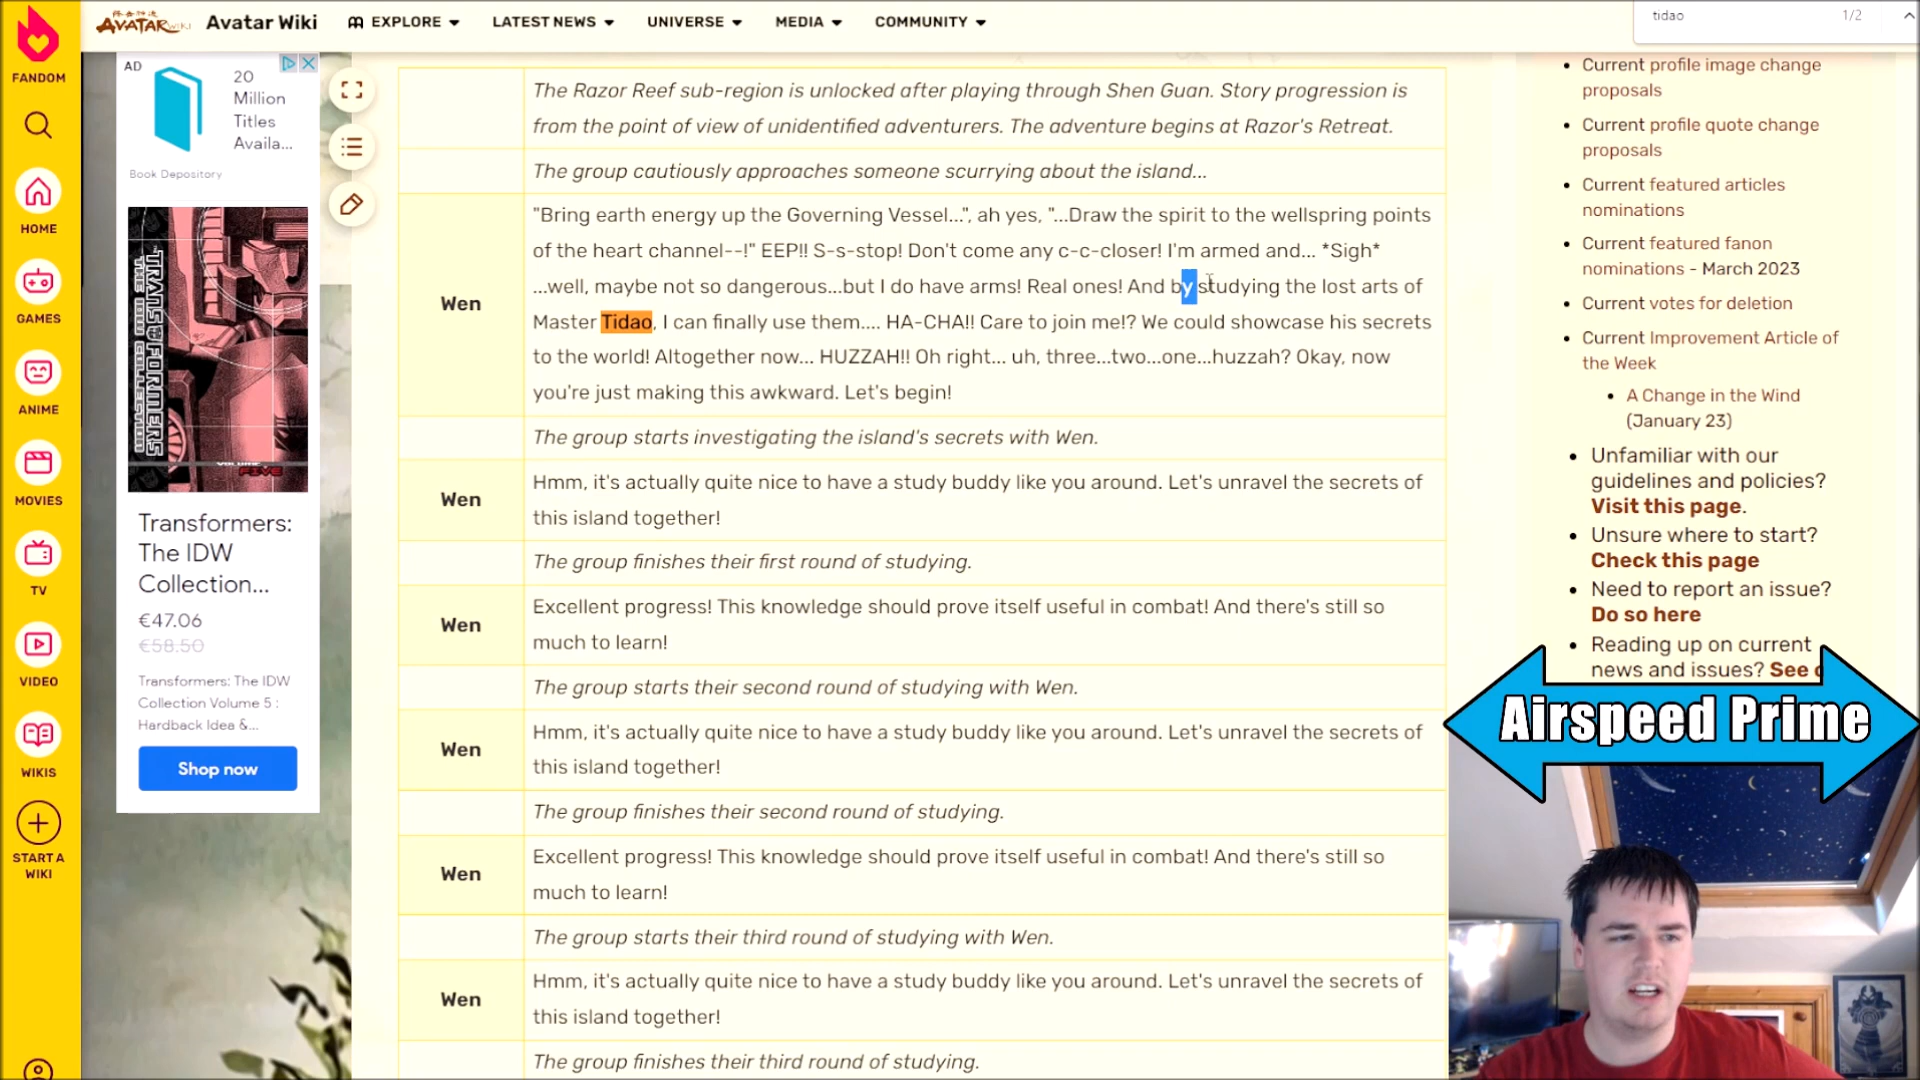 AVATAR WIKI
Avatar Wiki
EXPLORE
LATEST NEWS
UNIVERSE
MEDIA
COMMUNITY
tidao
1/2
FANDOM
HOME
GAMES
ANIME
MOVIES
TV
VIDEO
WIKIS
START A
WIKI
AD
20
Million
Titles
Availa...
Book Depository
TRANSFORMERS
THE IDW COLLECTION
FIVE
Transformers:
The IDW
Collection...
€47.06
€58.50
Transformers: The IDW
Collection Volume 5 :
Hardback Idea &...
Shop now
The Razor Reef sub-region is unlocked after playing through Shen Guan. Story progression is
from the point of view of unidentified adventurers. The adventure begins at Razor's Retreat.
The group cautiously approaches someone scurrying about the island...
Wen
"Bring earth energy up the Governing Vessel...", ah yes, "...Draw the spirit to the wellspring points
of the heart channel--!" EEP!! S-s-stop! Don't come any c-c-closer! I'm armed and... *Sigh*
...well, maybe not so dangerous...but I do have arms! Real ones! And by studying the lost arts of
Master Tidao, I can finally use them.... HA-CHA!! Care to join me!? We could showcase his secrets
to the world! Altogether now... HUZZAH!! Oh right... uh, three...two...one...huzzah? Okay, now
you're just making this awkward. Let's begin!
The group starts investigating the island's secrets with Wen.
Wen
Hmm, it's actually quite nice to have a study buddy like you around. Let's unravel the secrets of
this island together!
The group finishes their first round of studying.
Wen
Excellent progress! This knowledge should prove itself useful in combat! And there's still so
much to learn!
The group starts their second round of studying with Wen.
Wen
Hmm, it's actually quite nice to have a study buddy like you around. Let's unravel the secrets of
this island together!
The group finishes their second round of studying.
Wen
Excellent progress! This knowledge should prove itself useful in combat! And there's still so
much to learn!
The group starts their third round of studying with Wen.
Wen
Hmm, it's actually quite nice to have a study buddy like you around. Let's unravel the secrets of
this island together!
The group finishes their third round of studying.
Current profile image change
proposals
Current profile quote change
proposals
Current featured articles
nominations
Current featured fanon
nominations - March 2023
Current votes for deletion
Current Improvement Article of
the Week
A Change in the Wind
(January 23)
Unfamiliar with our
guidelines and policies?
Visit this page.
Unsure where to start?
Check this page
Need to report an issue?
Do so here
Reading up on current
news and issues? See
Airspeed Prime